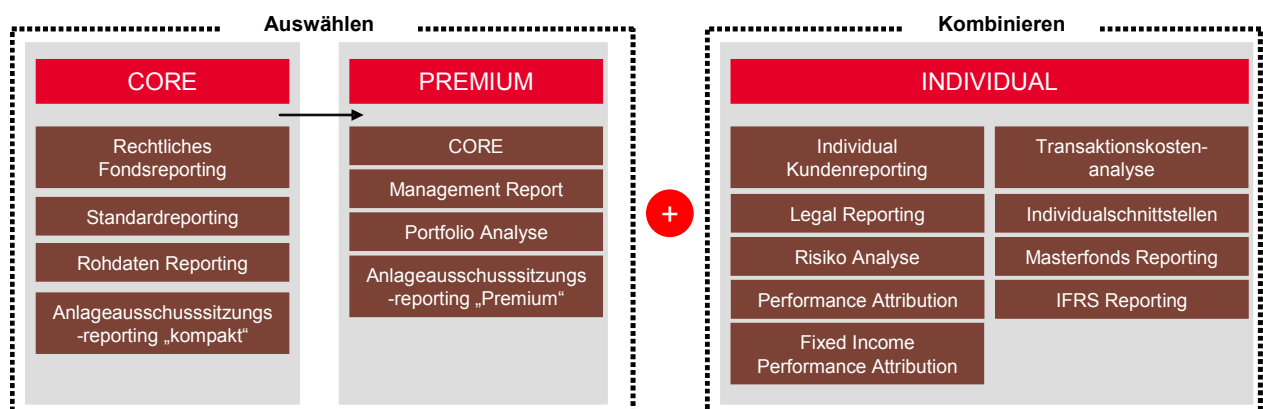 Auswählen
CORE
Rechtliches
Fondsreporting
Standardreporting
Rohdaten Reporting
Anlageausschusssitzungs
-reporting „kompakt“
PREMIUM
CORE
Management Report
Portfolio Analyse
Anlageausschusssitzungs
-reporting „Premium“
+
Kombinieren
INDIVIDUAL
Individual
Kundenreporting
Legal Reporting
Risiko Analyse
Performance Attribution
Fixed Income
Performance Attribution
Transaktionskosten-
analyse
Individualschnittstellen
Masterfonds Reporting
IFRS Reporting